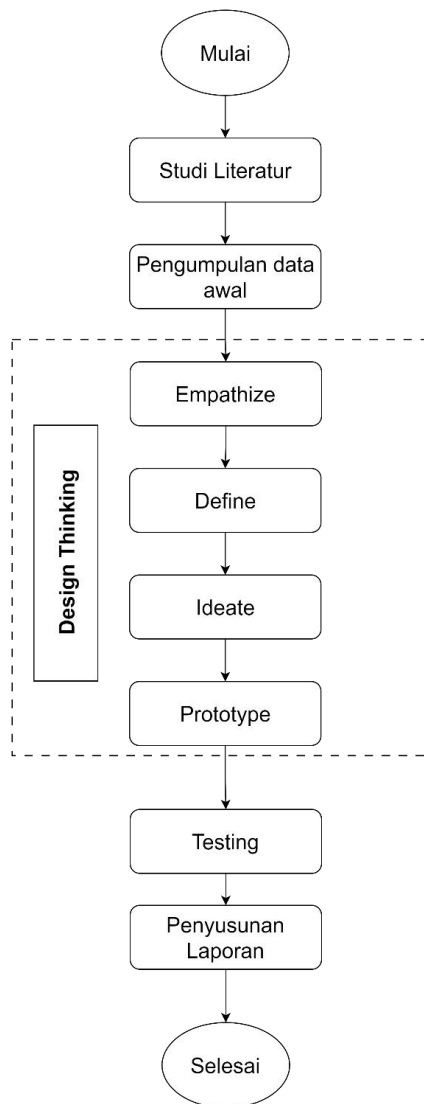 Mulai
Studi Literatur
Pengumpulan data
awal
Empathize
Design Thinking
Define
Ideate
Prototype
Testing
Penyusunan
Laporan
Selesai